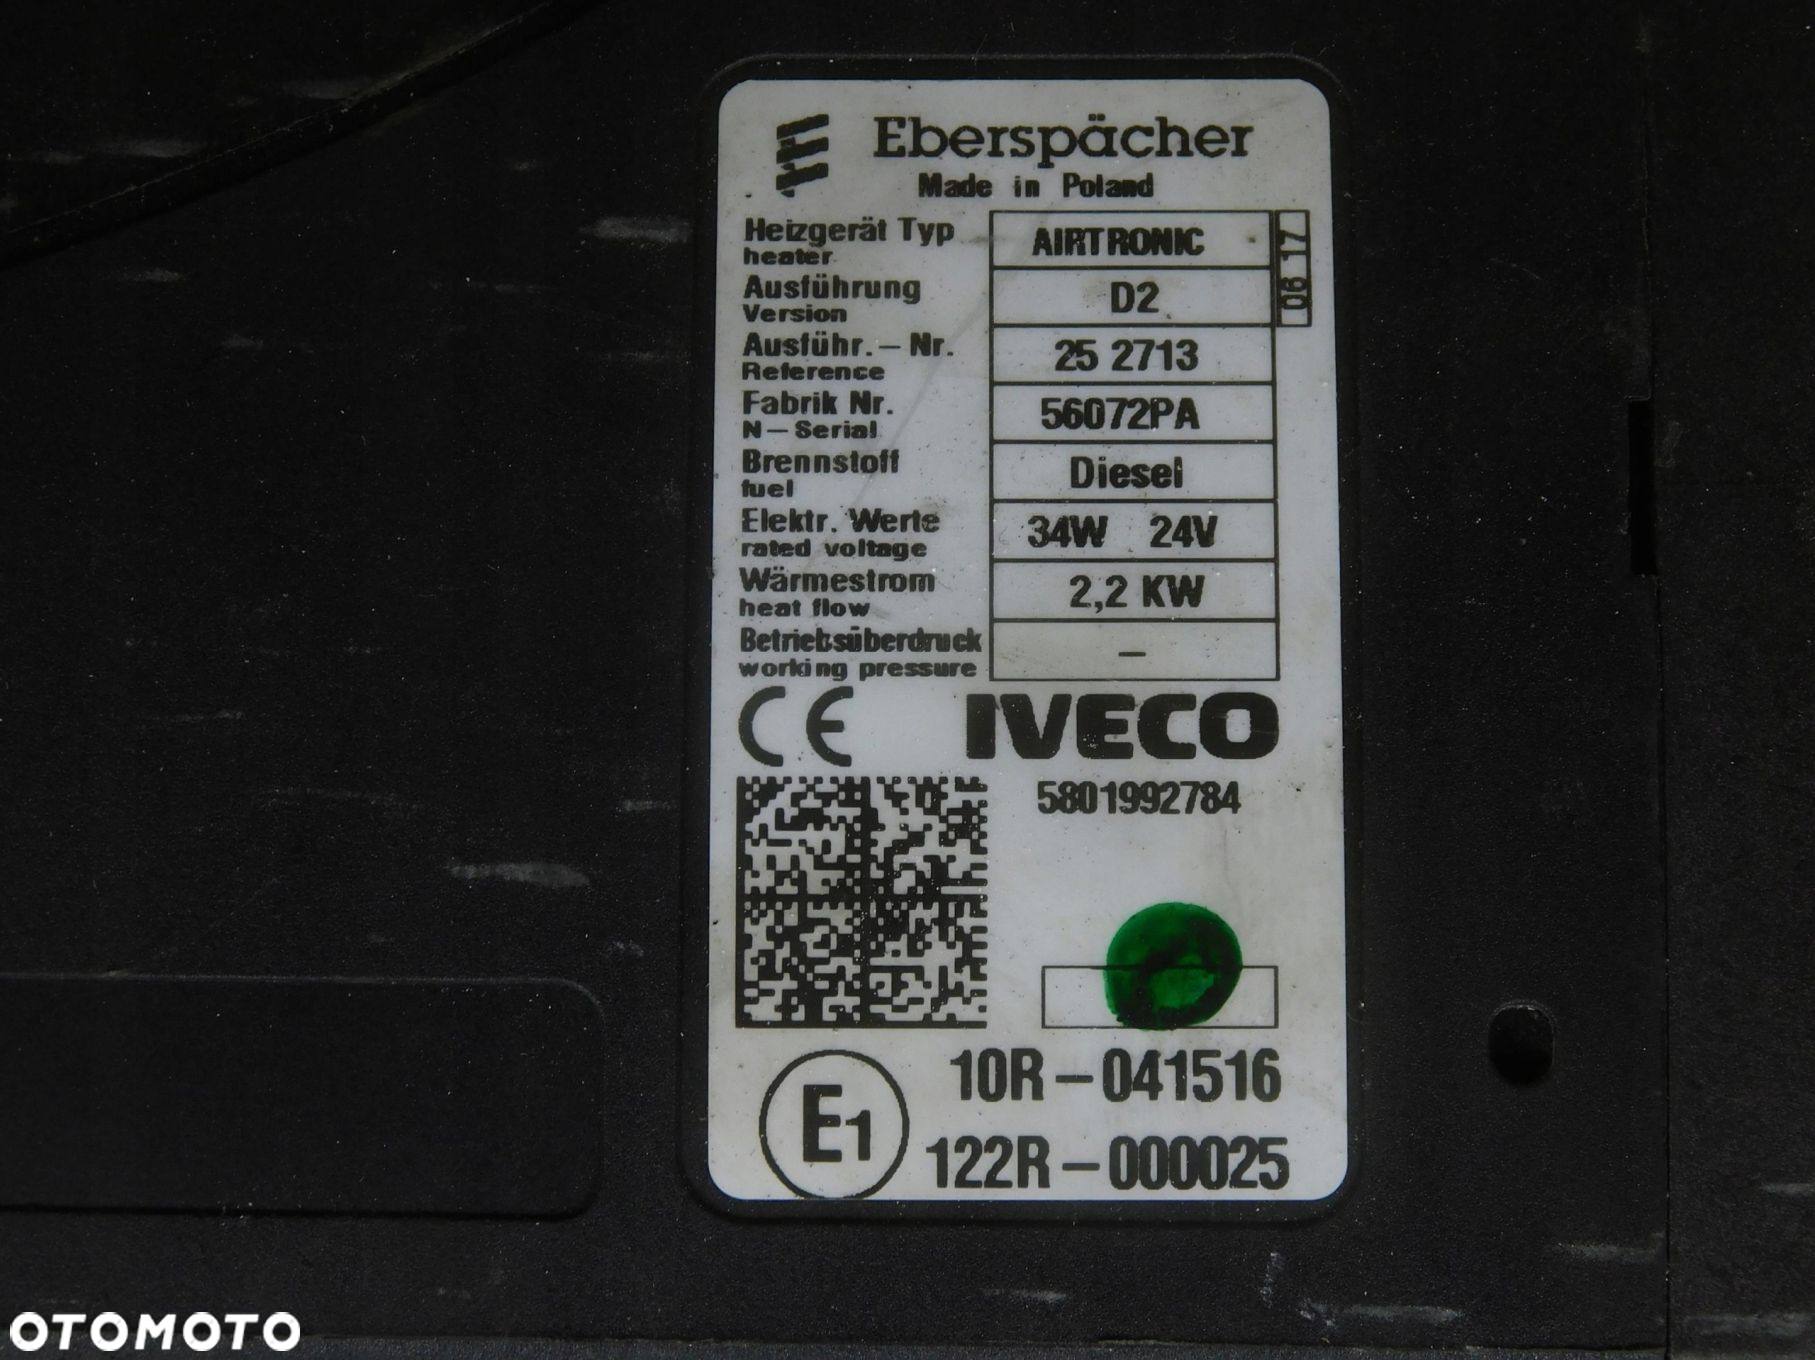 Eberspächer
Made in Poland
Heizgerät Typ
heater
AIRTRONIC
06 17
Ausführung
Version
D2
Ausführ.-Nr.
Reference
25 2713
Fabrik Nr.
N-Serial
56072PA
Brennstoff
fuel
Diesel
Elektr. Werte
rated voltage
34W 24V
Wärmestrom
heat flow
2,2 KW
Betriebsüberdruck
working pressure
–
CE
IVECO
5801992784
E1
10R-041516
122R-000025
OTOMOTO